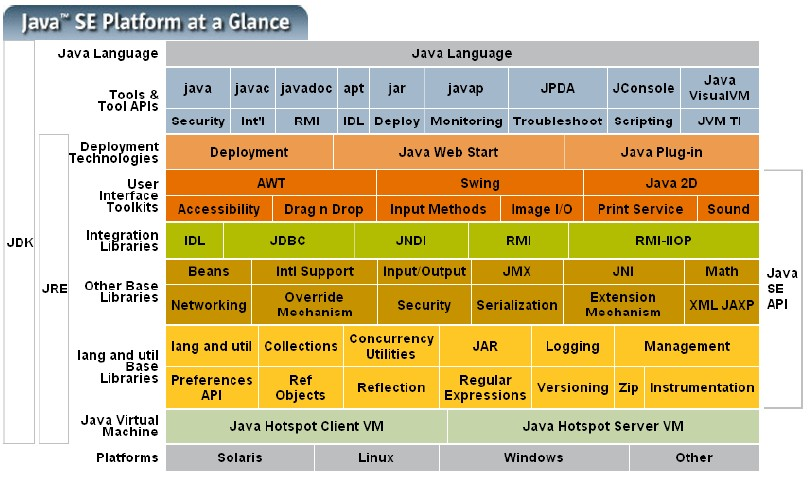 Java™ SE Platform at a Glance
Java Language Java Language
Tools & Tool APIs
java javac javadoc apt jar javap JPDA JConsole Java VisualVM
Security Int'l RMI IDL Deploy Monitoring Troubleshoot Scripting JVM TI
Deployment Technologies
Deployment Java Web Start Java Plug-in
User Interface Toolkits
AWT Swing Java 2D
Accessibility Drag n Drop Input Methods Image I/O Print Service Sound
Integration Libraries
IDL JDBC JNDI RMI RMI-IIOP
Other Base Libraries
Beans Intl Support Input/Output JMX JNI Math
Networking Override Mechanism Security Serialization Extension Mechanism XML JAXP
lang and util Base Libraries
lang and util Collections Concurrency Utilities JAR Logging Management
Preferences API Ref Objects Reflection Regular Expressions Versioning Zip Instrumentation
Java Virtual Machine
Java Hotspot Client VM Java Hotspot Server VM
Platforms Solaris Linux Windows Other
JDK
JRE
Java SE API